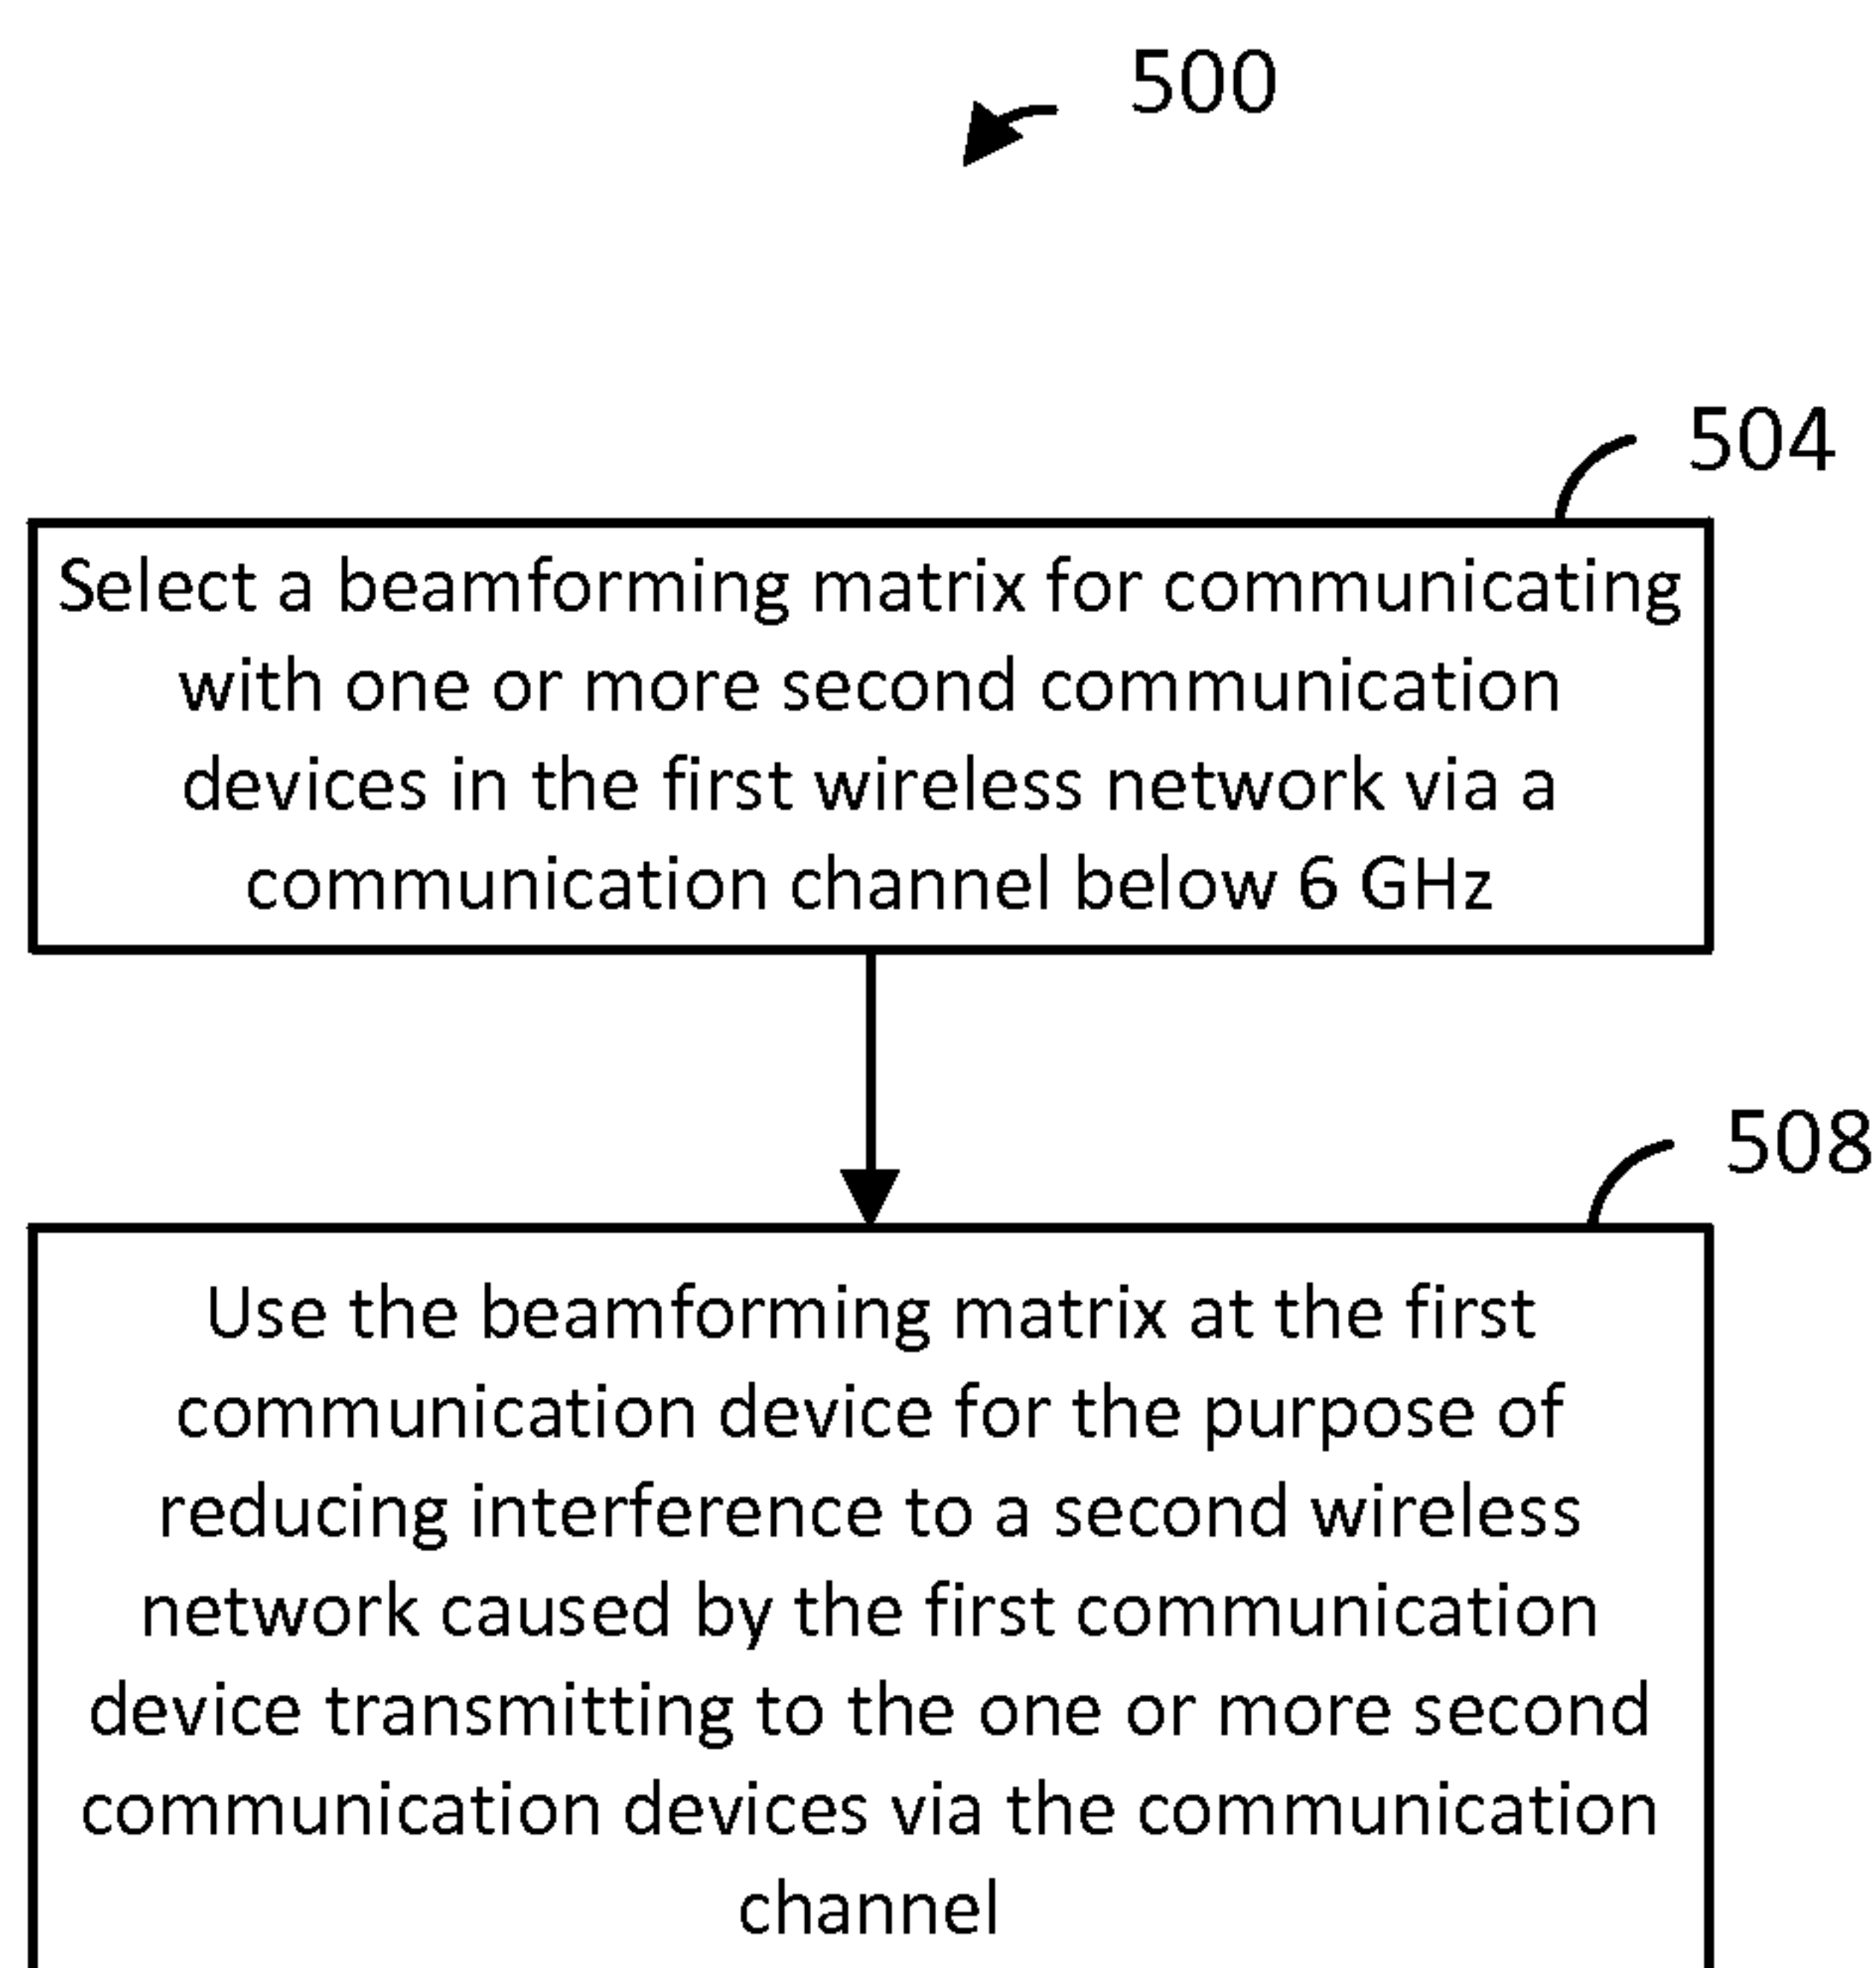 500
504
Select a beamforming matrix for communicating
with one or more second communication
devices in the first wireless network via a
communication channel below 6 GHz
508
Use the beamforming matrix at the first
communication device for the purpose of
reducing interference to a second wireless
network caused by the first communication
device transmitting to the one or more second
communication devices via the communication
channel